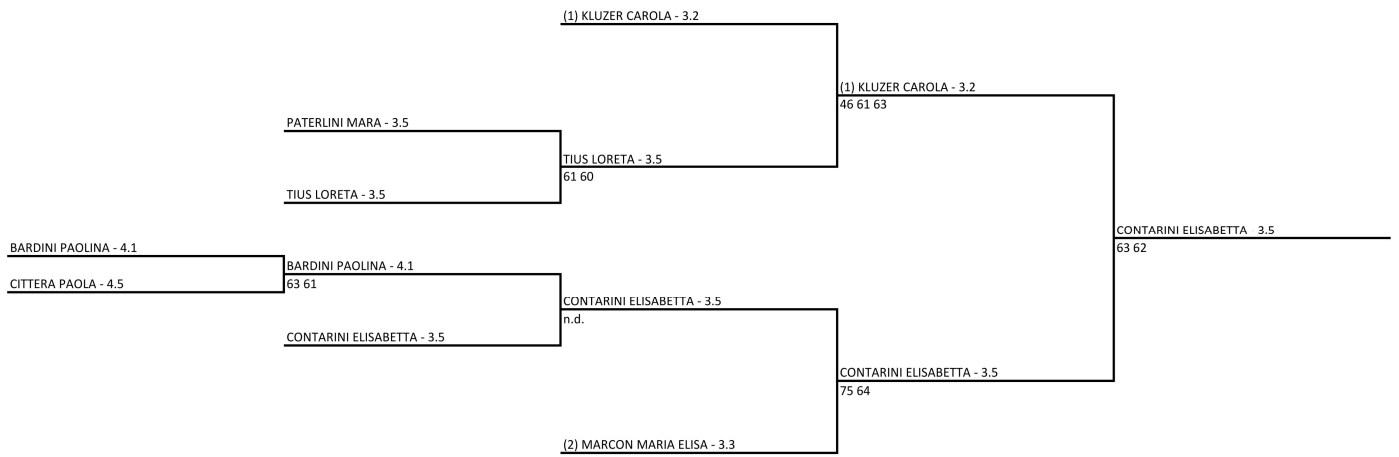 (1) KLUZER CAROLA - 3.2
(1) KLUZER CAROLA - 3.2
46 61 63
PATERLINI MARA - 3.5
TIUS LORETA - 3.5
61 60
TIUS LORETA - 3.5
CONTARINI ELISABETTA 3.5
63 62
BARDINI PAOLINA - 4.1
BARDINI PAOLINA - 4.1
63 61
CITTERA PAOLA - 4.5
CONTARINI ELISABETTA - 3.5
n.d.
CONTARINI ELISABETTA - 3.5
CONTARINI ELISABETTA - 3.5
75 64
(2) MARCON MARIA ELISA - 3.3